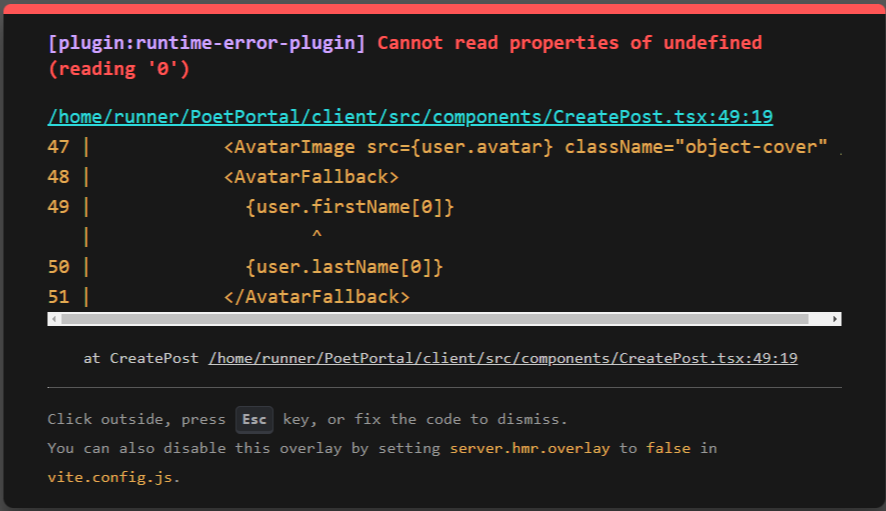 [plugin:runtime-error-plugin] Cannot read properties of undefined
(reading '0')
/home/runner/PoetPortal/client/src/components/CreatePost.tsx:49:19
47 |            <AvatarImage src={user.avatar} className="object-cover"
48 |            <AvatarFallback>
49 |              {user.firstName[0]}
   |                    ^
50 |              {user.lastName[0]}
51 |            </AvatarFallback>
at CreatePost /home/runner/PoetPortal/client/src/components/CreatePost.tsx:49:19
Click outside, press Esc key, or fix the code to dismiss.
You can also disable this overlay by setting server.hmr.overlay to false in
vite.config.js.